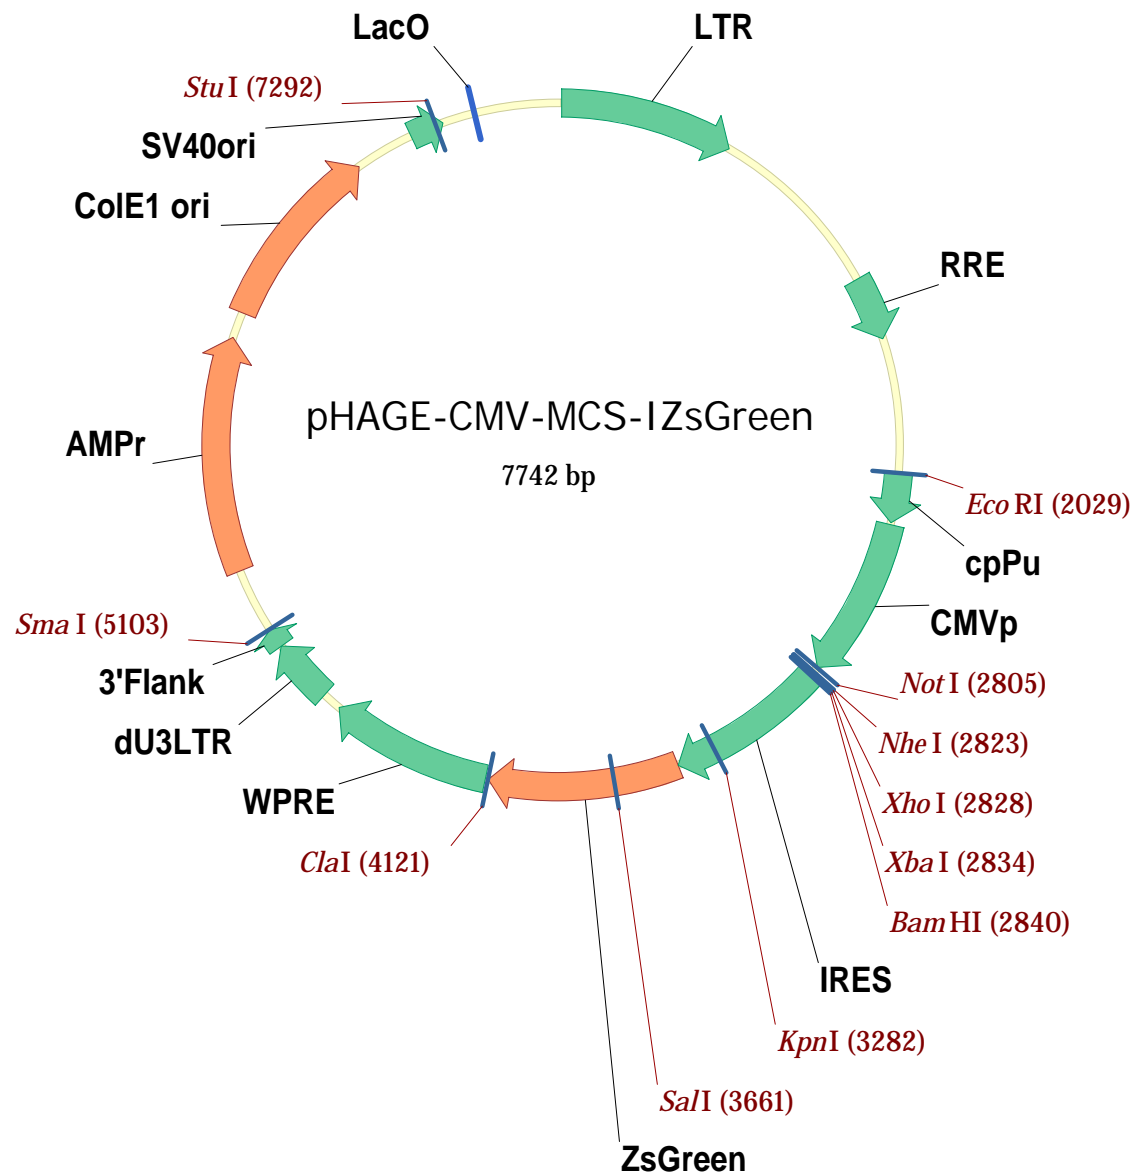 LacO
LTR
StuI (7292)
SV40ori
ColE1 ori
RRE
pHAGE-CMV-MCS-IZsGreen
7742 bp
AMPr
EcoRI (2029)
cpPu
CMVp
SmaI (5103)
3'Flank
NotI (2805)
dU3LTR
NheI (2823)
WPRE
XhoI (2828)
ClaI (4121)
XbaI (2834)
BamHI (2840)
IRES
KpnI (3282)
SalI (3661)
ZsGreen